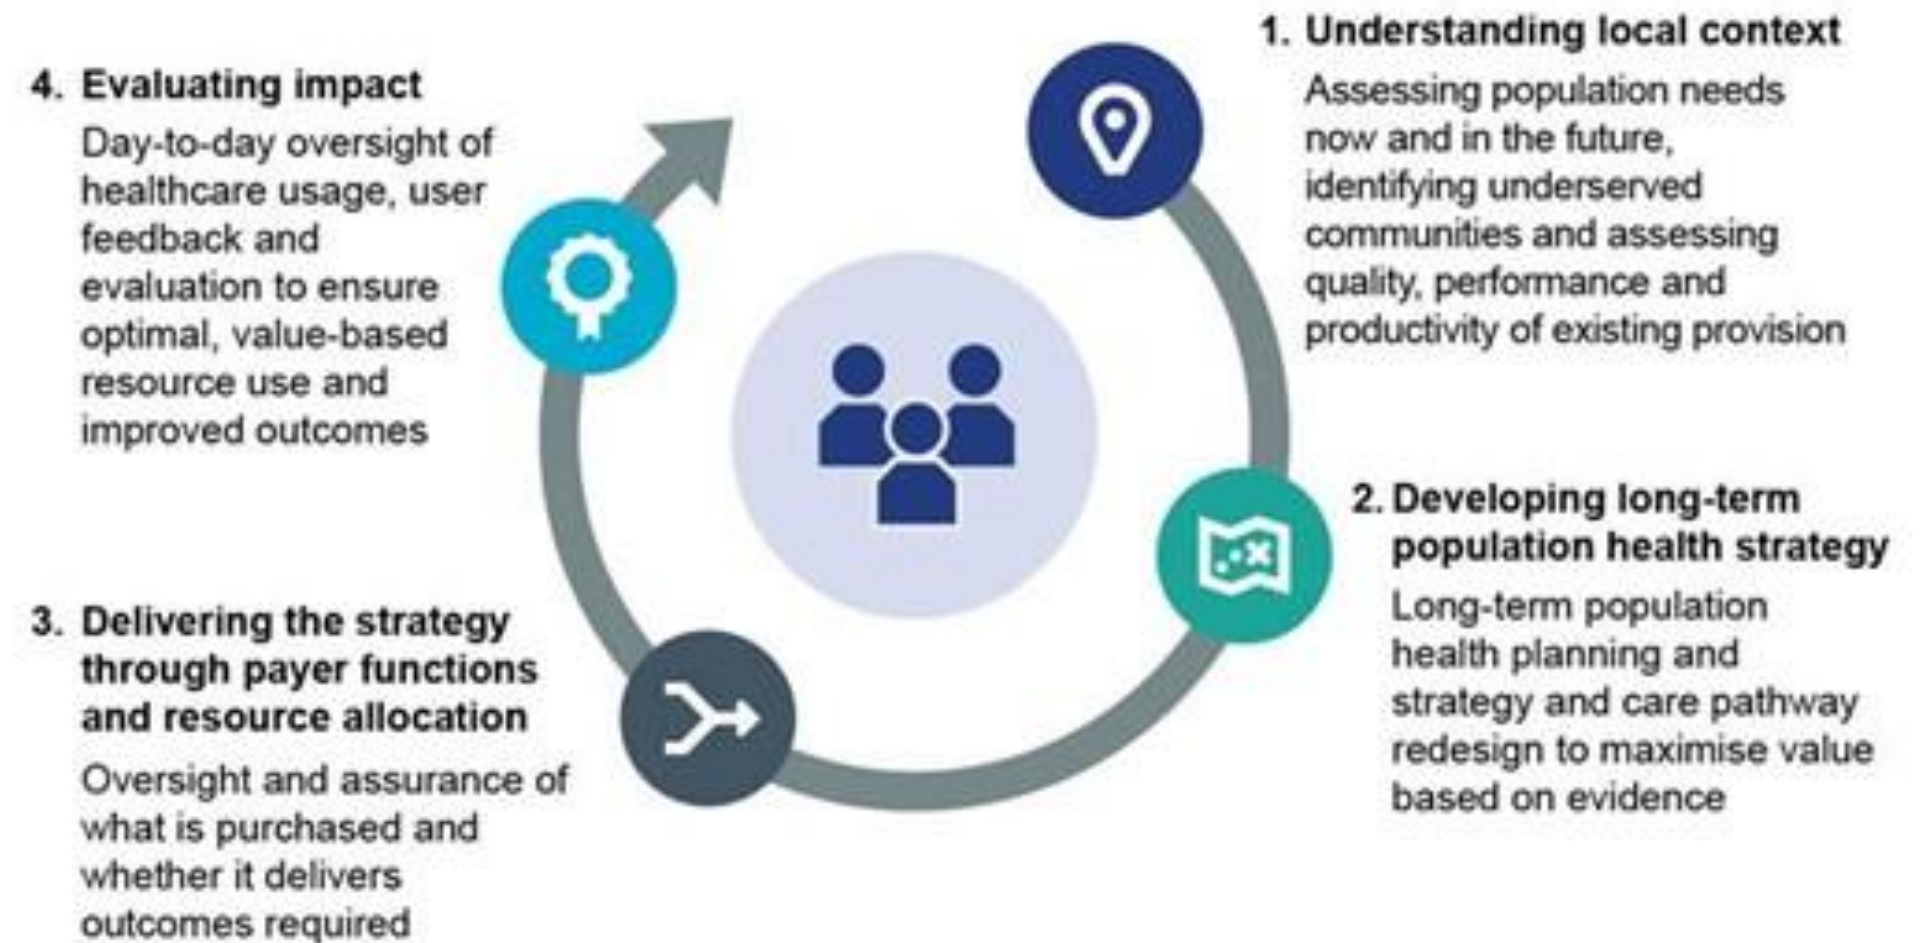 1. Understanding local context
Assessing population needs
now and in the future,
identifying underserved
communities and assessing
quality, performance and
productivity of existing provision
2. Developing long-term
population health strategy
Long-term population
health planning and
strategy and care pathway
redesign to maximise value
based on evidence
3. Delivering the strategy
through payer functions
and resource allocation
Oversight and assurance of
what is purchased and
whether it delivers
outcomes required
4. Evaluating impact
Day-to-day oversight of
healthcare usage, user
feedback and
evaluation to ensure
optimal, value-based
resource use and
improved outcomes